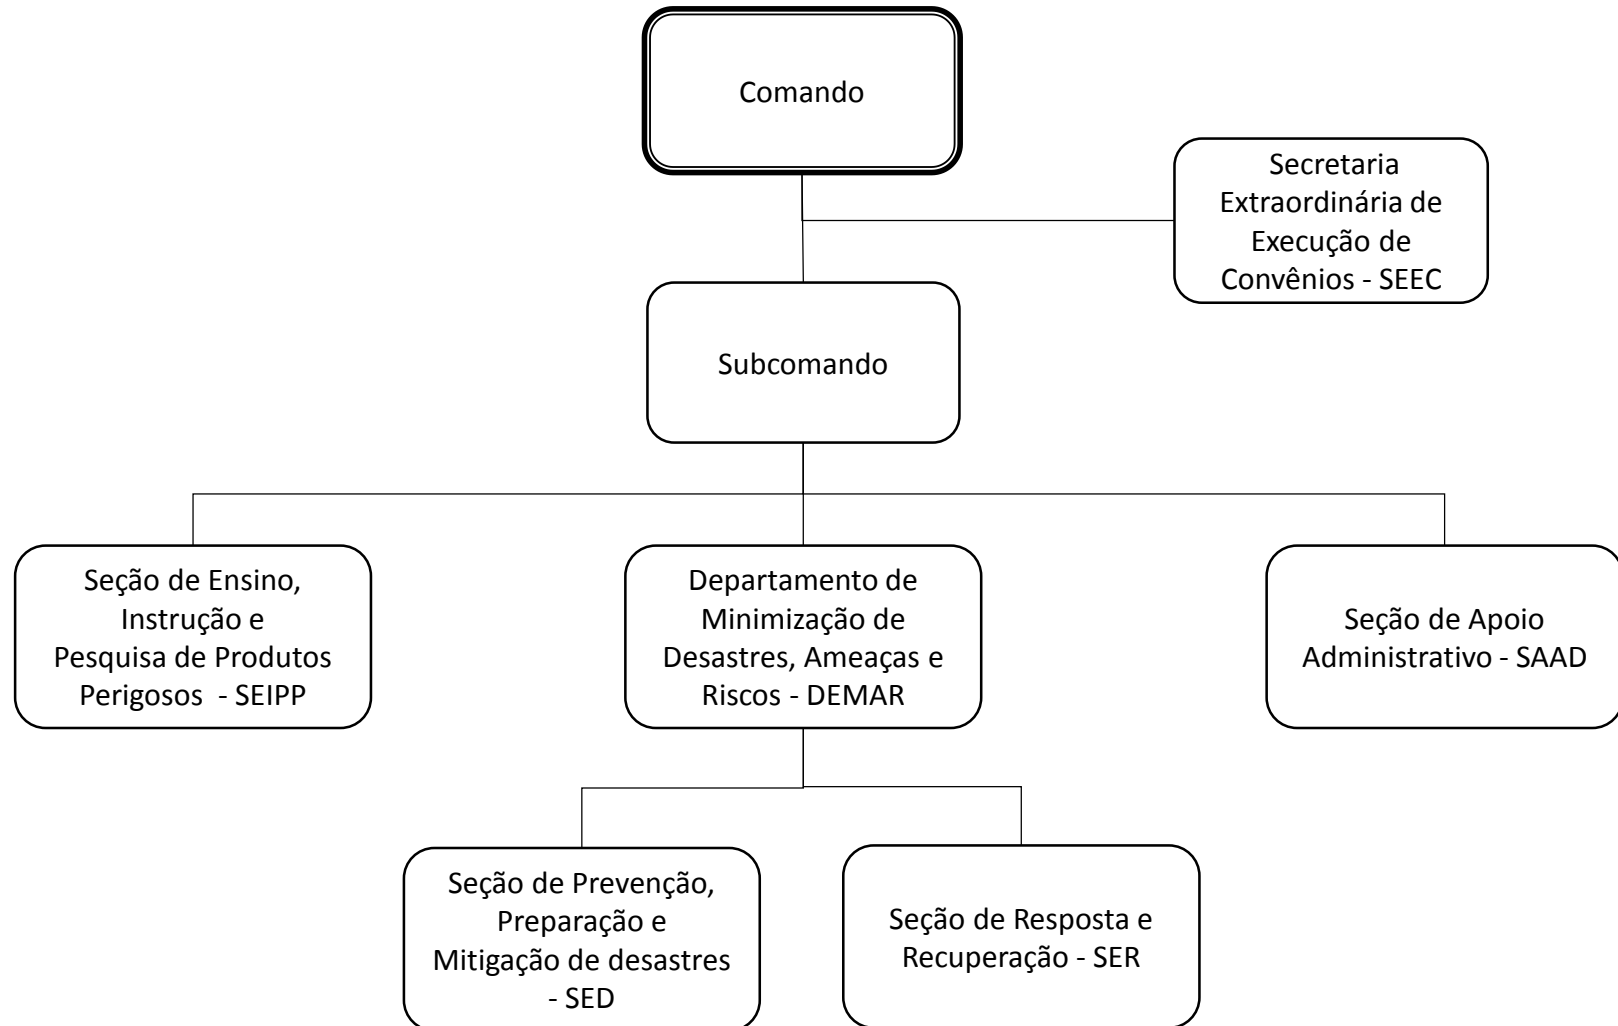 Comando
Secretaria
Extraordinária de
Execução de
Convênios - SEEC
Subcomando
Seção de Ensino,
Instrução e
Pesquisa de Produtos
Perigosos  - SEIPP
Departamento de
Minimização de
Desastres, Ameaças e
Riscos - DEMAR
Seção de Apoio
Administrativo - SAAD
Seção de Prevenção,
Preparação e
Mitigação de desastres
- SED
Seção de Resposta e
Recuperação - SER